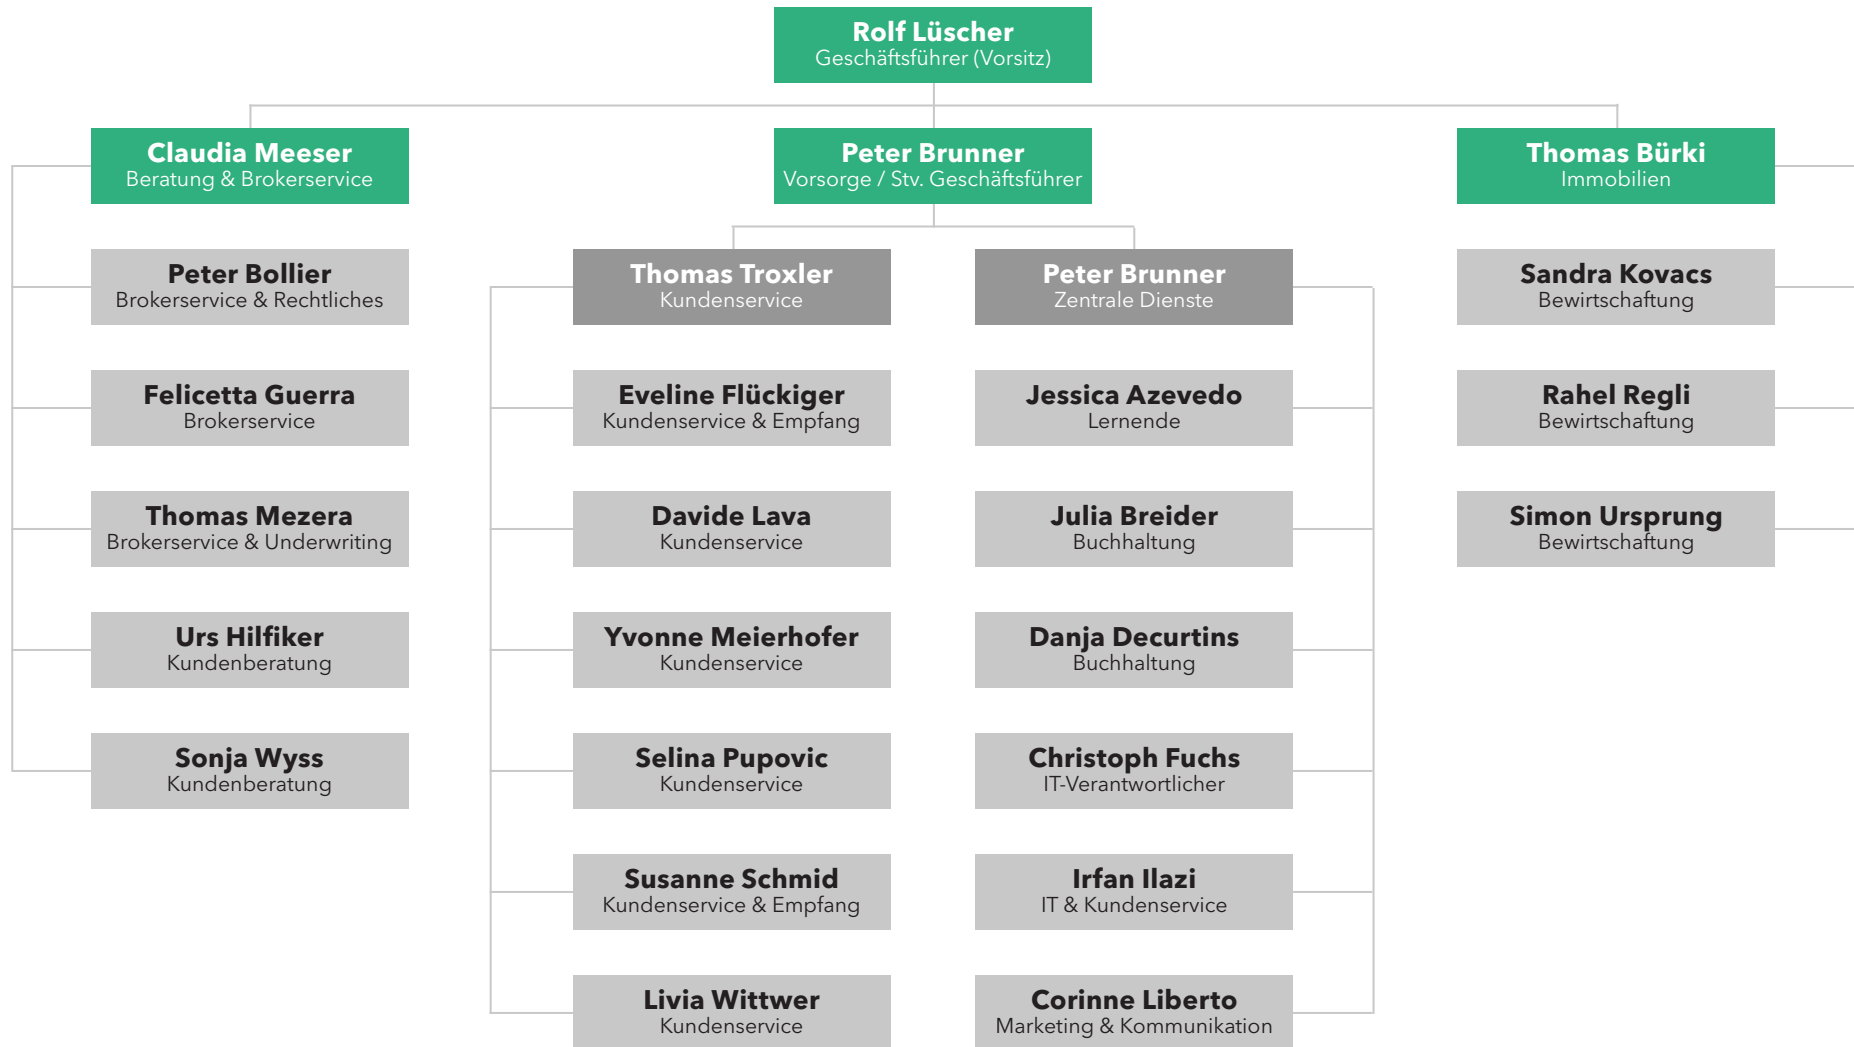 Rolf Lüscher
Geschäftsführer (Vorsitz)
Claudia Meeser
Beratung & Brokerservice
Peter Brunner
Vorsorge / Stv. Geschäftsführer
Thomas Bürki
Immobilien
Peter Bollier
Brokerservice & Rechtliches
Thomas Troxler
Kundenservice
Peter Brunner
Zentrale Dienste
Sandra Kovacs
Bewirtschaftung
Felicetta Guerra
Brokerservice
Eveline Flückiger
Kundenservice & Empfang
Jessica Azevedo
Lernende
Rahel Regli
Bewirtschaftung
Thomas Mezera
Brokerservice & Underwriting
Davide Lava
Kundenservice
Julia Breider
Buchhaltung
Simon Ursprung
Bewirtschaftung
Urs Hilfiker
Kundenberatung
Yvonne Meierhofer
Kundenservice
Danja Decurtins
Buchhaltung
Sonja Wyss
Kundenberatung
Selina Pupovic
Kundenservice
Christoph Fuchs
IT-Verantwortlicher
Susanne Schmid
Kundenservice & Empfang
Irfan Ilazi
IT & Kundenservice
Livia Wittwer
Kundenservice
Corinne Liberto
Marketing & Kommunikation